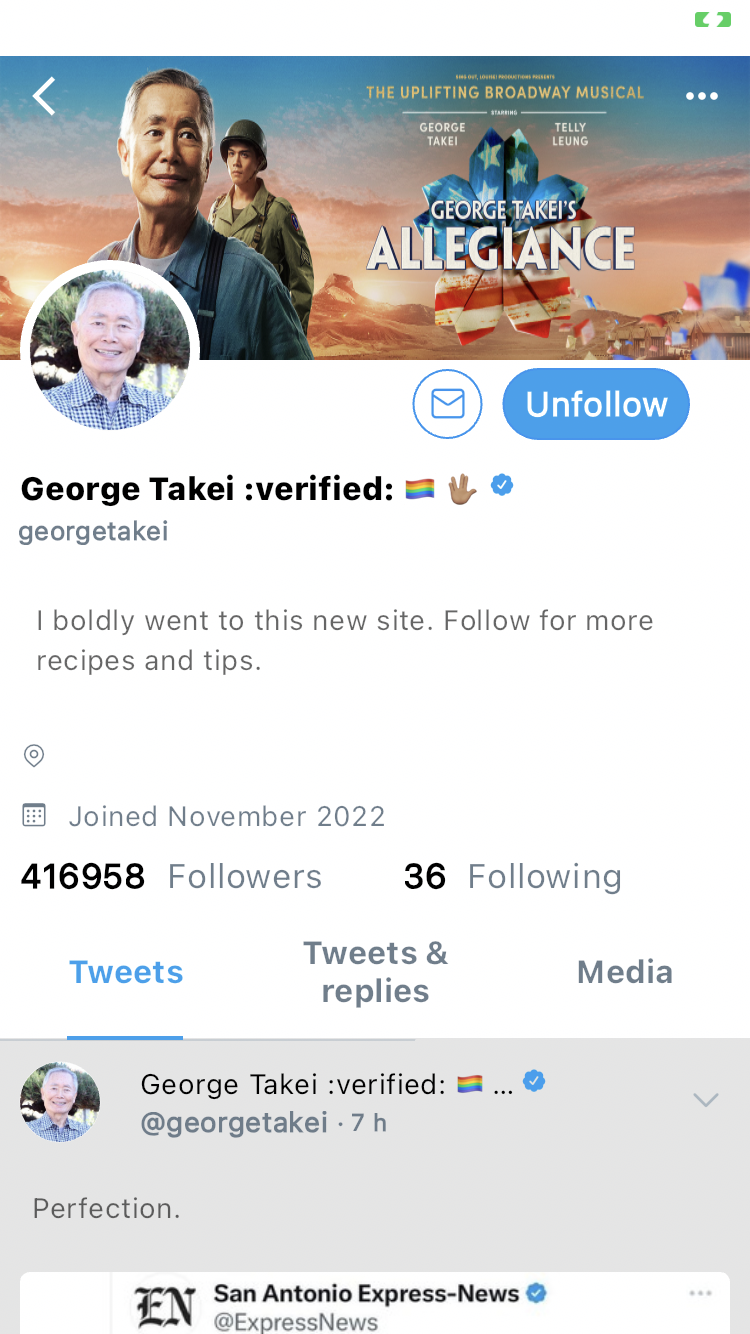 SING OUT, LOUISE! PRODUCTIONS PRESENTS
THE UPLIFTING BROADWAY MUSICAL
STARRING
GEORGE TAKEI
TELLY LEUNG
GEORGE TAKEI'S
ALLEGIANCE
Unfollow
George Takei :verified: 🏳️‍🌈 🖖🏽
georgetakei
I boldly went to this new site. Follow for more
recipes and tips.
Joined November 2022
416958 Followers 36 Following
Tweets
Tweets &
replies
Media
George Takei :verified: 🏳️‍🌈 ...
@georgetakei · 7 h
Perfection.
EN
San Antonio Express-News
@ExpressNews